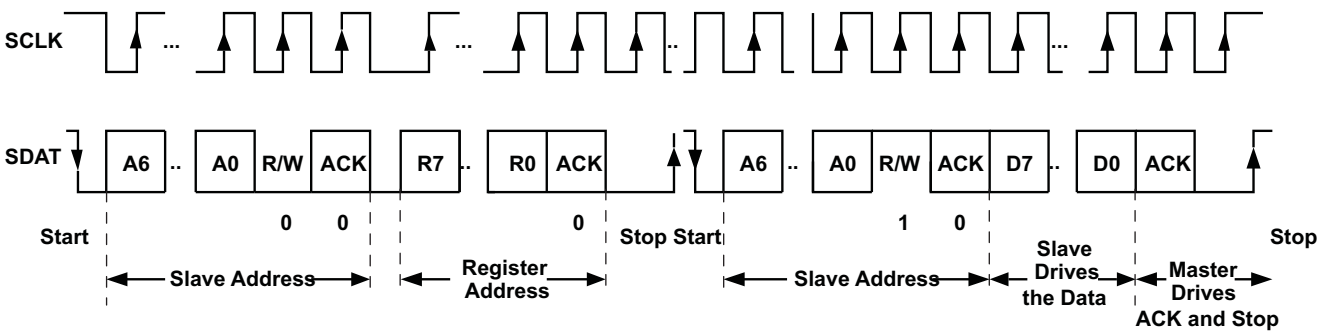 SCLK ... ... .. ...
SDAT A6 .. A0 R/W ACK R7 .. R0 ACK A6 .. A0 R/W ACK D7 .. D0 ACK
0 0 0 1 0
Start Stop Start Stop
Slave Address
Register
Address
Slave Address
Slave
Drives
the Data
Master
Drives
ACK and Stop